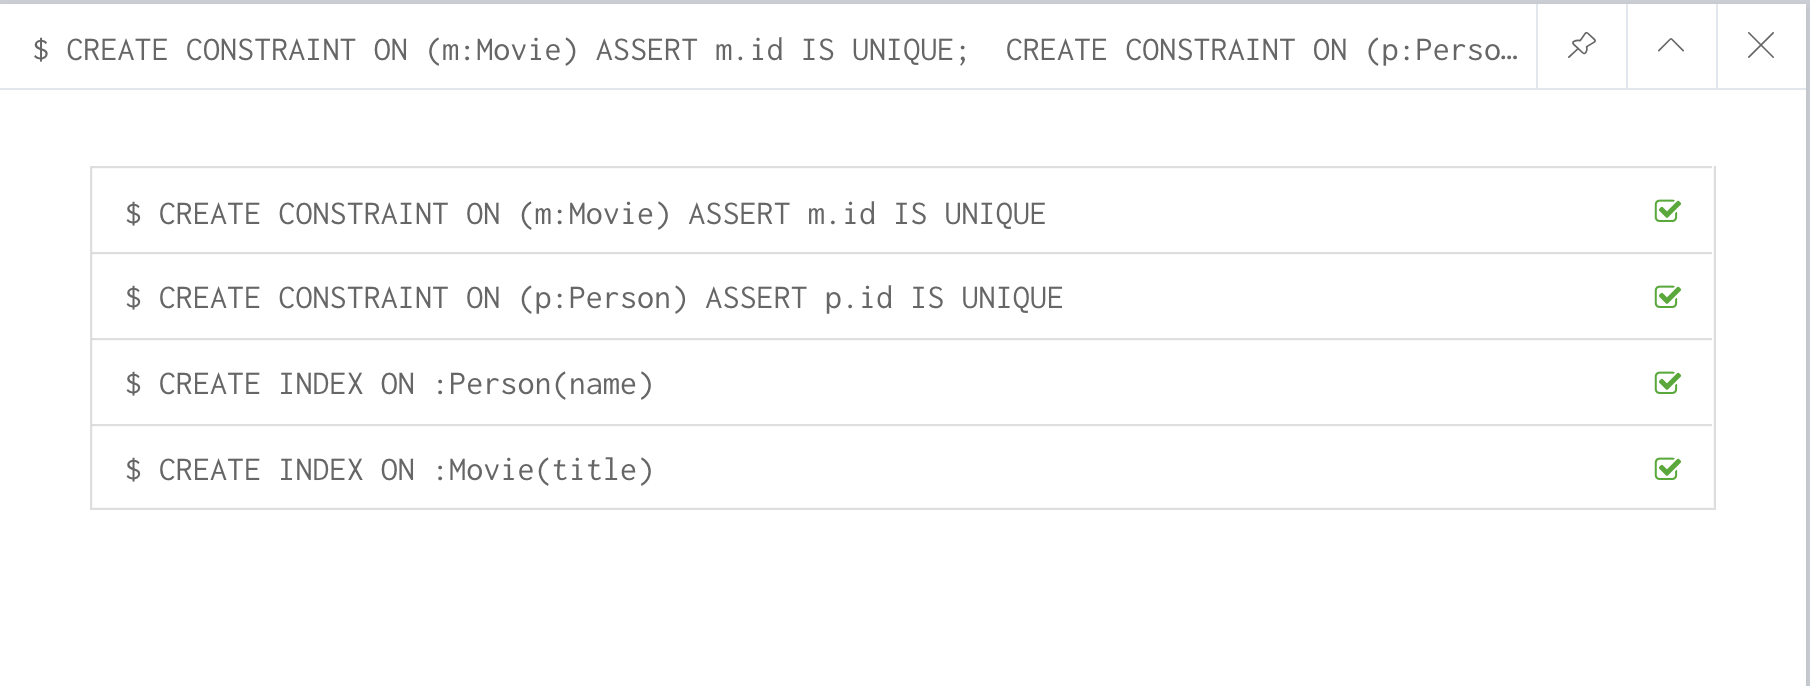 $ CREATE CONSTRAINT ON (m:Movie) ASSERT m.id IS UNIQUE;  CREATE CONSTRAINT ON (p:Perso…
$ CREATE CONSTRAINT ON (m:Movie) ASSERT m.id IS UNIQUE
$ CREATE CONSTRAINT ON (p:Person) ASSERT p.id IS UNIQUE
$ CREATE INDEX ON :Person(name)
$ CREATE INDEX ON :Movie(title)